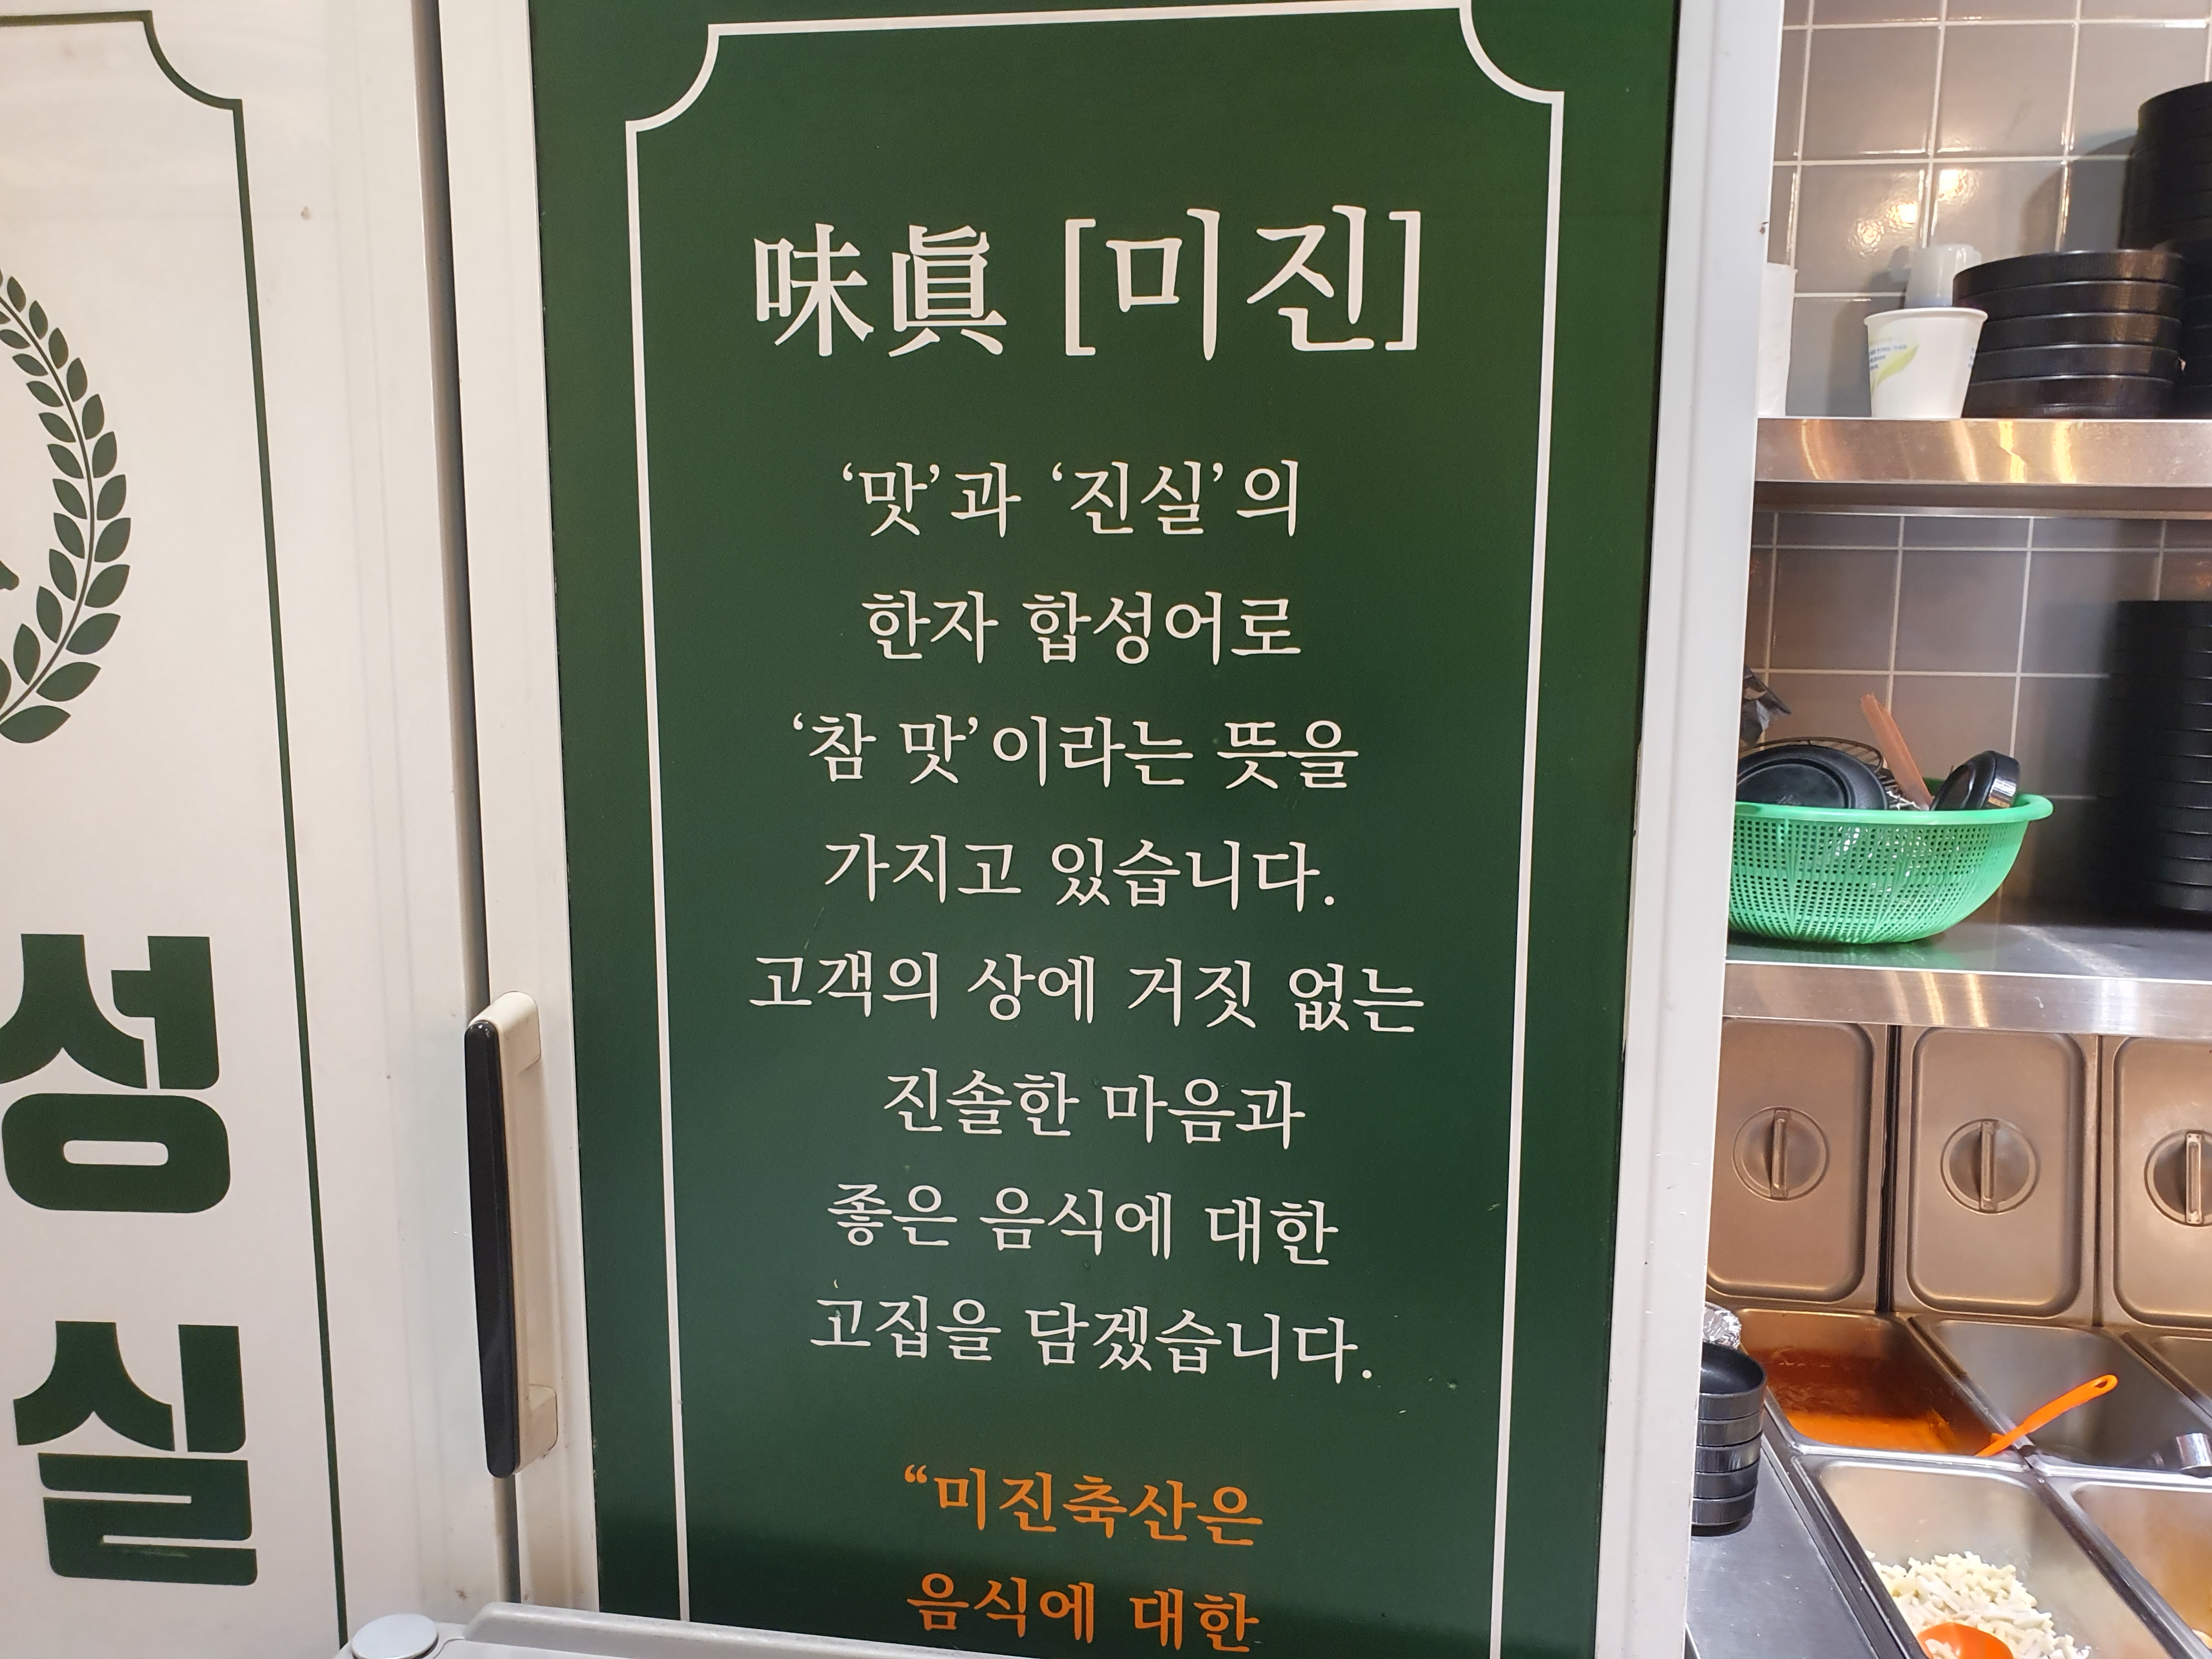 味眞 [미진]
‘맛’과 ‘진실’의
한자 합성어로
‘참 맛’이라는 뜻을
가지고 있습니다.
고객의 상에 거짓 없는
진솔한 마음과
좋은 음식에 대한
고집을 담겠습니다.
“미진축산은
음식에 대한
성
실